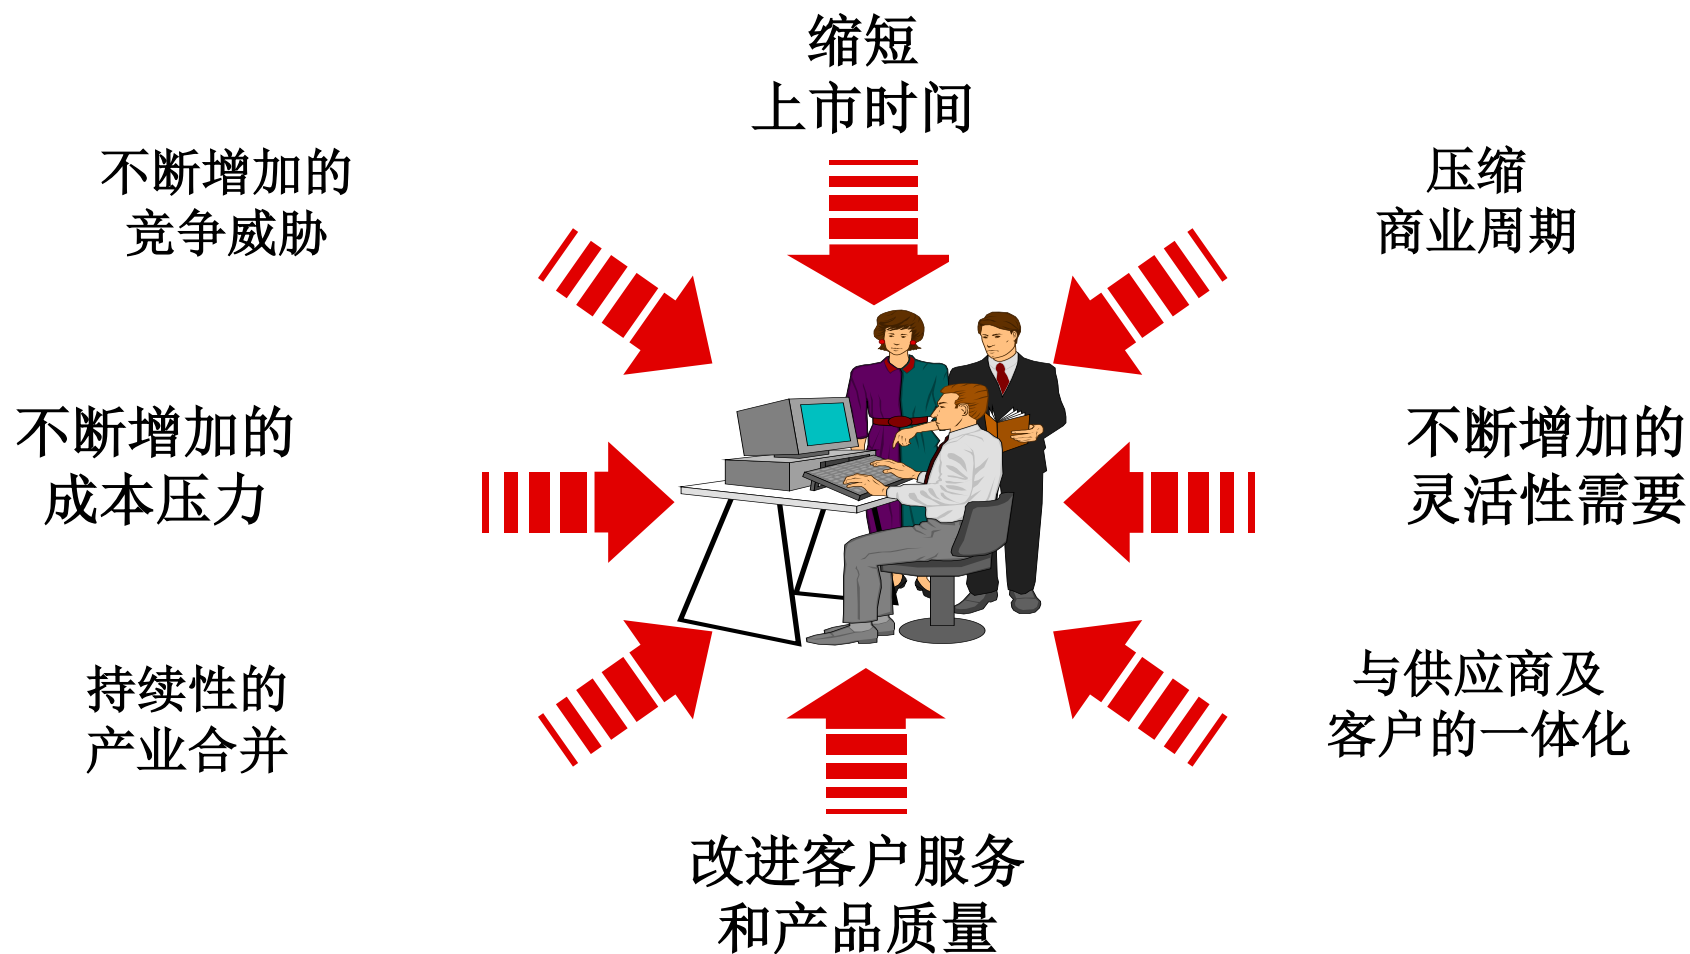 缩短
上市时间
不断增加的
竞争威胁
压缩
商业周期
不断增加的
成本压力
不断增加的
灵活性需要
持续性的
产业合并
与供应商及
客户的一体化
改进客户服务
和产品质量